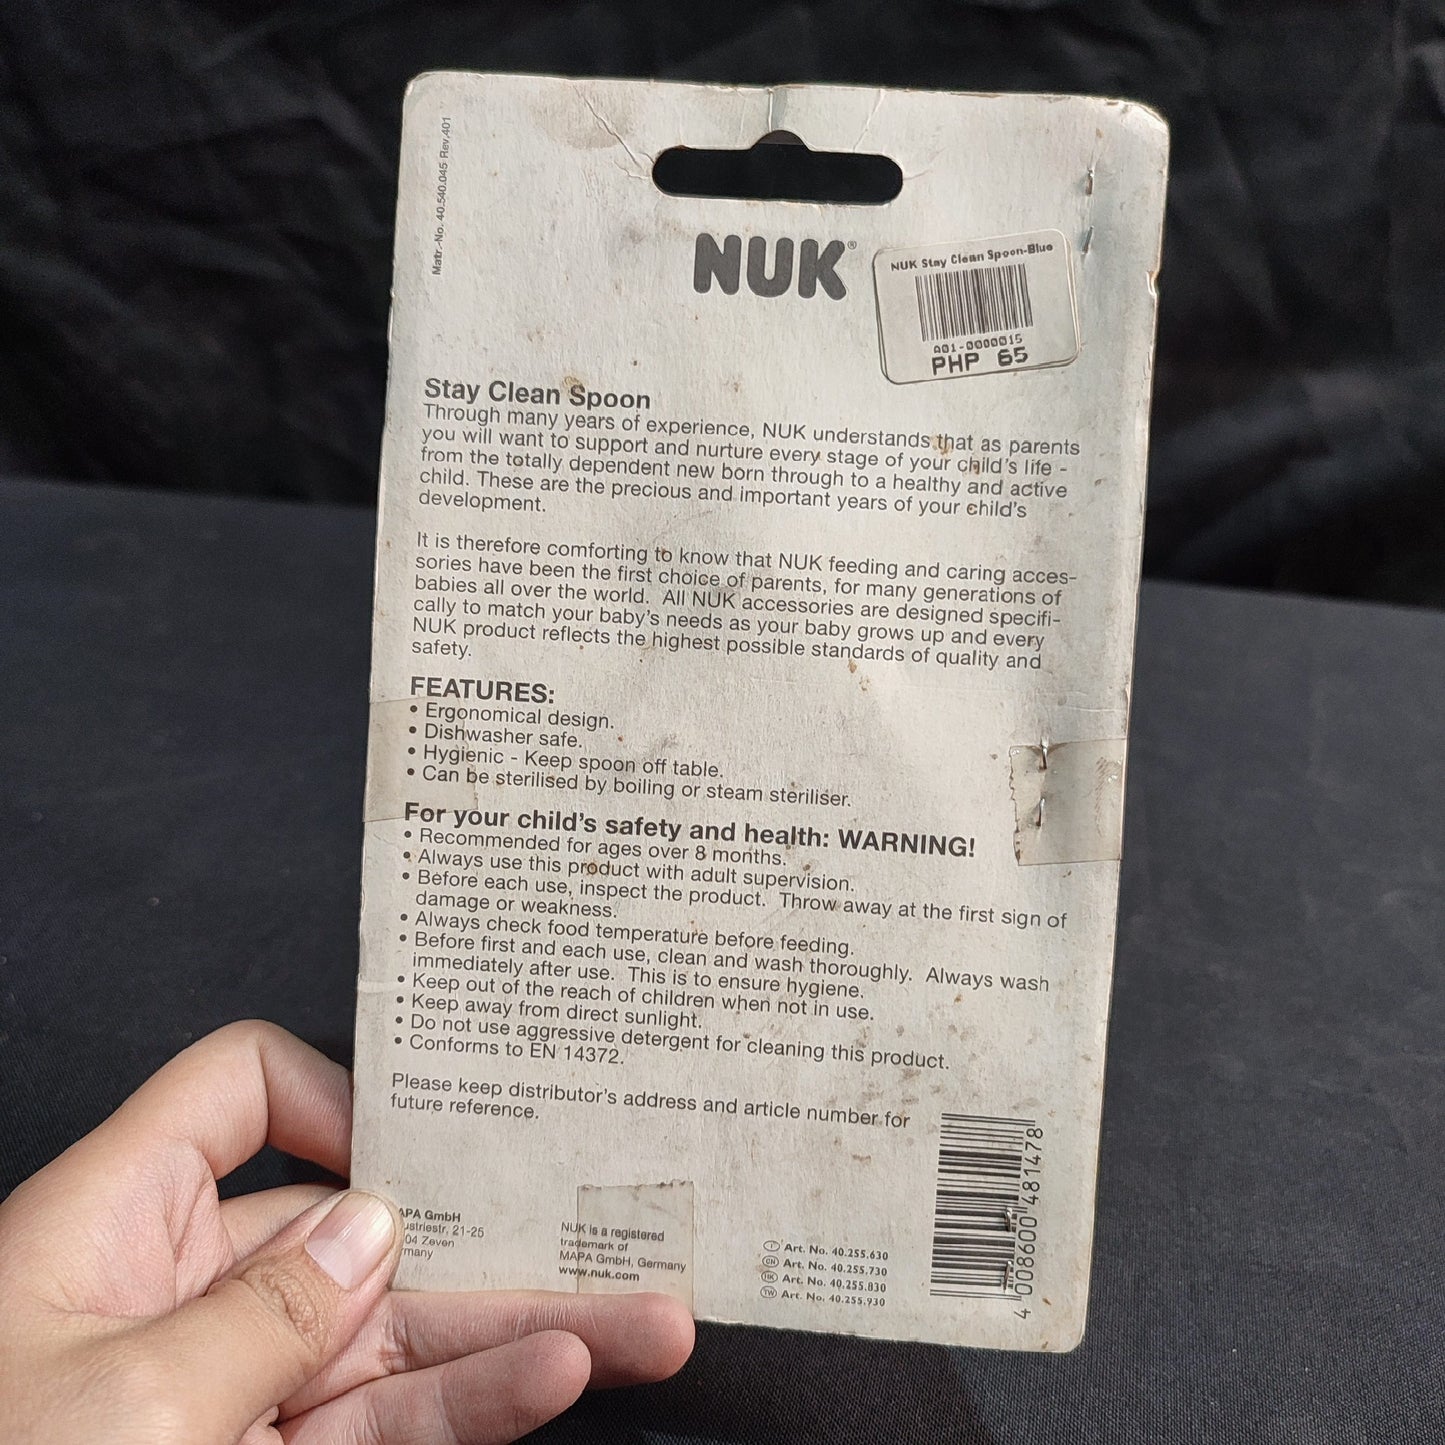 Matr.-No. 40.540.045 Rev.401
NUK®
NUK Stay Clean Spoon-Blue
A01-0000015
PHP 65
Stay Clean Spoon
Through many years of experience, NUK understands that as parents
you will want to support and nurture every stage of your child's life -
from the totally dependent new born through to a healthy and active
child. These are the precious and important years of your child's
development.
It is therefore comforting to know that NUK feeding and caring acces-
sories have been the first choice of parents, for many generations of
babies all over the world. All NUK accessories are designed specifi-
cally to match your baby's needs as your baby grows up and every
NUK product reflects the highest possible standards of quality and
safety.
FEATURES:
• Ergonomical design.
• Dishwasher safe.
• Hygienic - Keep spoon off table.
• Can be sterilised by boiling or steam steriliser.
For your child's safety and health: WARNING!
• Recommended for ages over 8 months.
• Always use this product with adult supervision.
• Before each use, inspect the product. Throw away at the first sign of
damage or weakness.
• Always check food temperature before feeding.
• Before first and each use, clean and wash thoroughly. Always wash
immediately after use. This is to ensure hygiene.
• Keep out of the reach of children when not in use.
• Keep away from direct sunlight.
• Do not use aggressive detergent for cleaning this product.
• Conforms to EN 14372.
Please keep distributor's address and article number for
future reference.
APA GmbH
ustriestr. 21-25
04 Zeven
many
NUK is a registered
trademark of
MAPA GmbH, Germany
www.nuk.com
Art. No. 40.255.630
CN Art. No. 40.255.730
HK Art. No. 40.255.830
TW Art. No. 40.255.930
4 008600 481478